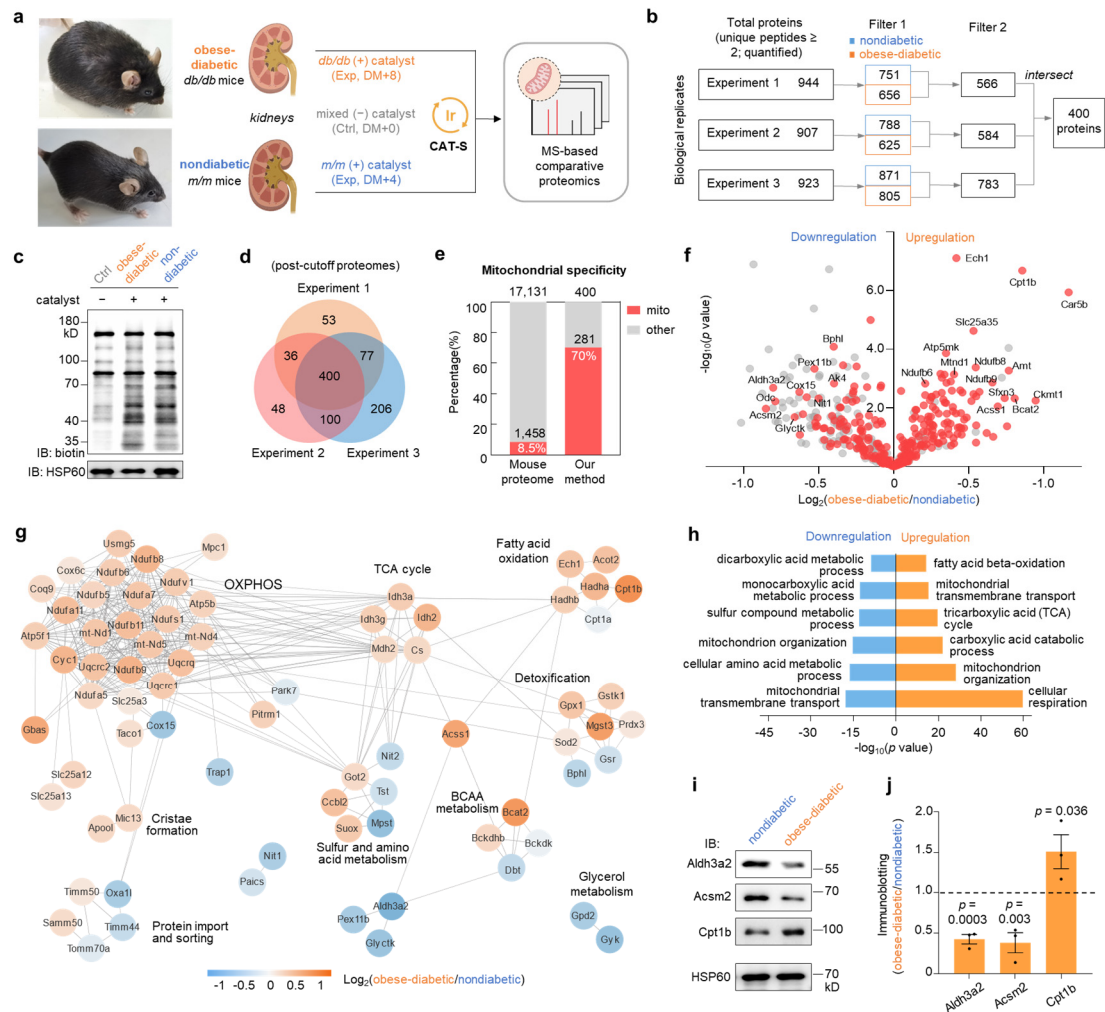 a
obese-
diabetic
db/db mice
kidneys
nondiabetic
m/m mice
db/db (+) catalyst
(Exp, DM+8)
mixed (−) catalyst
(Ctrl, DM+0)
m/m (+) catalyst
(Exp, DM+4)
Ir
CAT-S
MS-based
comparative
proteomics
b
Total proteins
(unique peptides ≥
2; quantified)
Filter 1
nondiabetic
obese-diabetic
Filter 2
Biological replicates
Experiment 1 944
751
656
566
Experiment 2 907
788
625
584
Experiment 3 923
871
805
783
intersect
400
proteins
c
Ctrl
obese-
diabetic
non-
diabetic
catalyst − + +
180
kD
100
70
40
35
IB: biotin
IB: HSP60
d
(post-cutoff proteomes)
Experiment 1
53
36
77
400
48
100
206
Experiment 2
Experiment 3
e
Mitochondrial specificity
17,131
400
mito
other
Percentage(%)
100
80
60
40
20
0
1,458
8.5%
281
70%
Mouse
proteome
Our
method
f
Downregulation
Upregulation
-log10(p value)
6.0
4.0
2.0
Ech1
Cpt1b
Car5b
Slc25a35
Bphl
Atp5mk
Pex11b
Mtnd1
Ndufb8
Amt
Aldh3a2
Cox15
Ak4
Ndufb6
Ndufb9
Odc
Nit1
Sfxn3
Ckmt1
Acsm2
Acss1
Bcat2
Glyctk
-1.0
-0.5
0
-0.5
-1.0
Log2(obese-diabetic/nondiabetic)
g
Usmg5
Ndufb8
Mpc1
Cox6c
Ndufb6
Ndufv1
OXPHOS
Coq9
Ndufb5
Ndufa7
Atp5b
Ndufa11
mt-Nd1
Ndufb11
Ndufs1
Atp5f1
mt-Nd5
mt-Nd4
Cyc1
Uqcrc2
Ndufb9
Uqcrq
Uqcrc1
Ndufa5
Slc25a3
Park7
Pitrm1
Gbas
Taco1
Cox15
Trap1
Slc25a12
Slc25a13
Apool
Mic13
Cristae
formation
Nit1
Paics
Timm50
Oxa1l
Samm50
Timm44
Tomm70a
Protein import
and sorting
TCA cycle
Idh3a
Idh3g
Idh2
Mdh2
Cs
Nit2
Got2
Tst
Ccbl2
Mpst
Suox
Sulfur and amino
acid metabolism
Acss1
BCAA
metabolism
Bcat2
Bckdhb
Bckdk
Dbt
Pex11b
Aldh3a2
Glyctk
Fatty acid
oxidation
Ech1
Acot2
Hadha
Cpt1b
Hadhb
Cpt1a
Detoxification
Gstk1
Gpx1
Mgst3
Prdx3
Sod2
Gsr
Bphl
Glycerol
metabolism
Gpd2
Gyk
-1 -0.5 0 0.5 1
Log2(obese-diabetic/nondiabetic)
h
Downregulation
Upregulation
dicarboxylic acid metabolic
process
fatty acid beta-oxidation
monocarboxylic acid
metabolic process
mitochondrial
transmembrane transport
sulfur compound metabolic
process
tricarboxylic acid (TCA)
cycle
mitochondrion organization
carboxylic acid catabolic
process
cellular amino acid metabolic
process
mitochondrion
organization
mitochondrial
transmembrane transport
cellular
respiration
-45 -30 -15 0 20 40 60
-log10(p value)
i
nondiabetic
obese-diabetic
IB:
Aldh3a2
55
Acsm2
70
Cpt1b
100
HSP60
70
kD
j
Immunoblotting
(obese-diabetic/nondiabetic)
2.0
1.5
1.0
0.5
0
p =
0.0003
p =
0.003
p = 0.036
Aldh3a2
Acsm2
Cpt1b